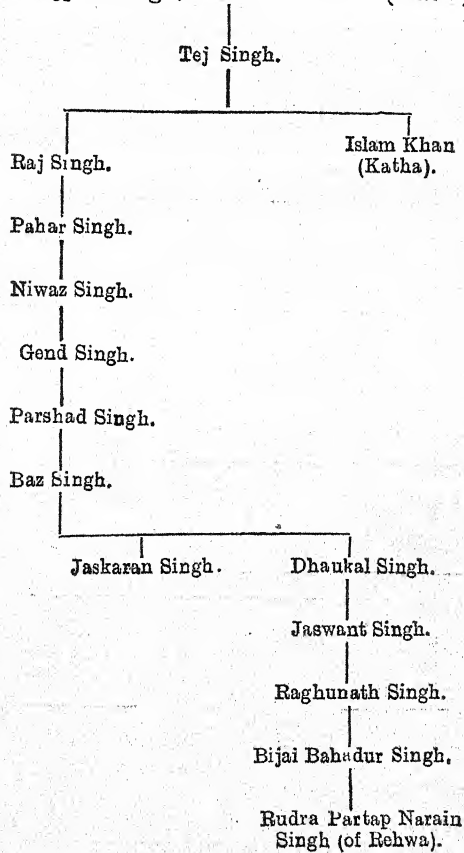 Tej Singh.
Islam Khan
(Katha).
Raj Singh.
Pahar Singh.
Niwaz Singh.
Gend Singh.
Parshad Singh.
Baz Singh.
Jaskaran Singh. Dhaukal Singh.
Jaswant Singh.
Raghunath Singh.
Bijai Bahadur Singh.
Rudra Partap Narain
Singh (of Rehwa).